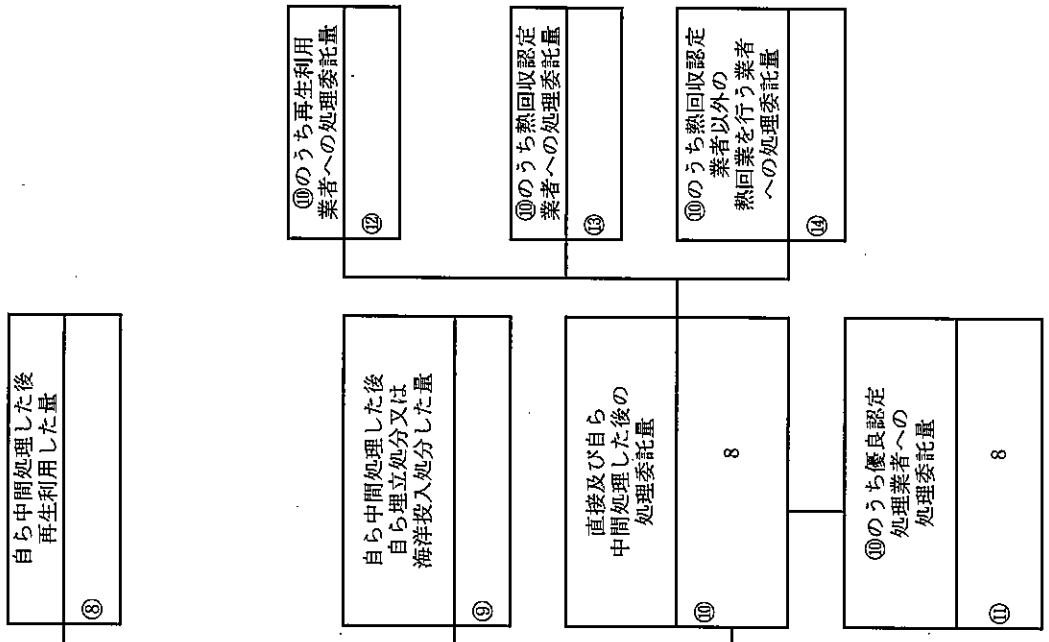 自ら中間処理した後
再生利用した量
⑧
自ら中間処理した後
自ら埋立処分又は
海洋投入処分した量
⑨
直接及び自ら
中間処理した後の
処理委託量
⑩
8
⑩のうち優良認定
処理業者への
処理委託量
⑪
8
⑩のうち再生利用
業者への処理委託量
⑫
⑩のうち熱回収認定
業者への処理委託量
⑬
⑩のうち熱回収認定
業者以外の
熱回業を行う業者
への処理委託量
⑭